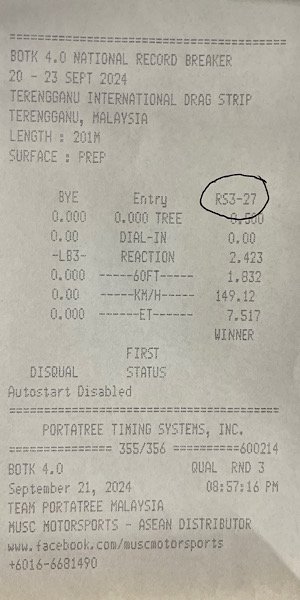 ========================================
BOTK 4.0 NATIONAL RECORD BREAKER
20 - 23 SEPT 2024
TERENGGANU INTERNATIONAL DRAG STRIP
TERENGGANU, MALAYSIA
LENGTH : 201M
SURFACE : PREP
BYE Entry RS3-27
0.000 0.000 TREE 0.500
0.00 DIAL-IN 0.00
-LB3- REACTION 2.423
0.000 -----60FT----- 1.832
0.00 -----KM/H----- 149.12
0.000 ------ET------ 7.517
WINNER
FIRST
DISQUAL STATUS
Autostart Disabled
========================================
PORTATREE TIMING SYSTEMS, INC.
=============== 355/356 ==========600214
BOTK 4.0 QUAL RND 3
September 21, 2024 08:57:16 PM
TEAM PORTATREE MALAYSIA
MUSC MOTORSPORTS - ASEAN DISTRIBUTOR
www.facebook.com/muscmotorsports
+6016-6681490